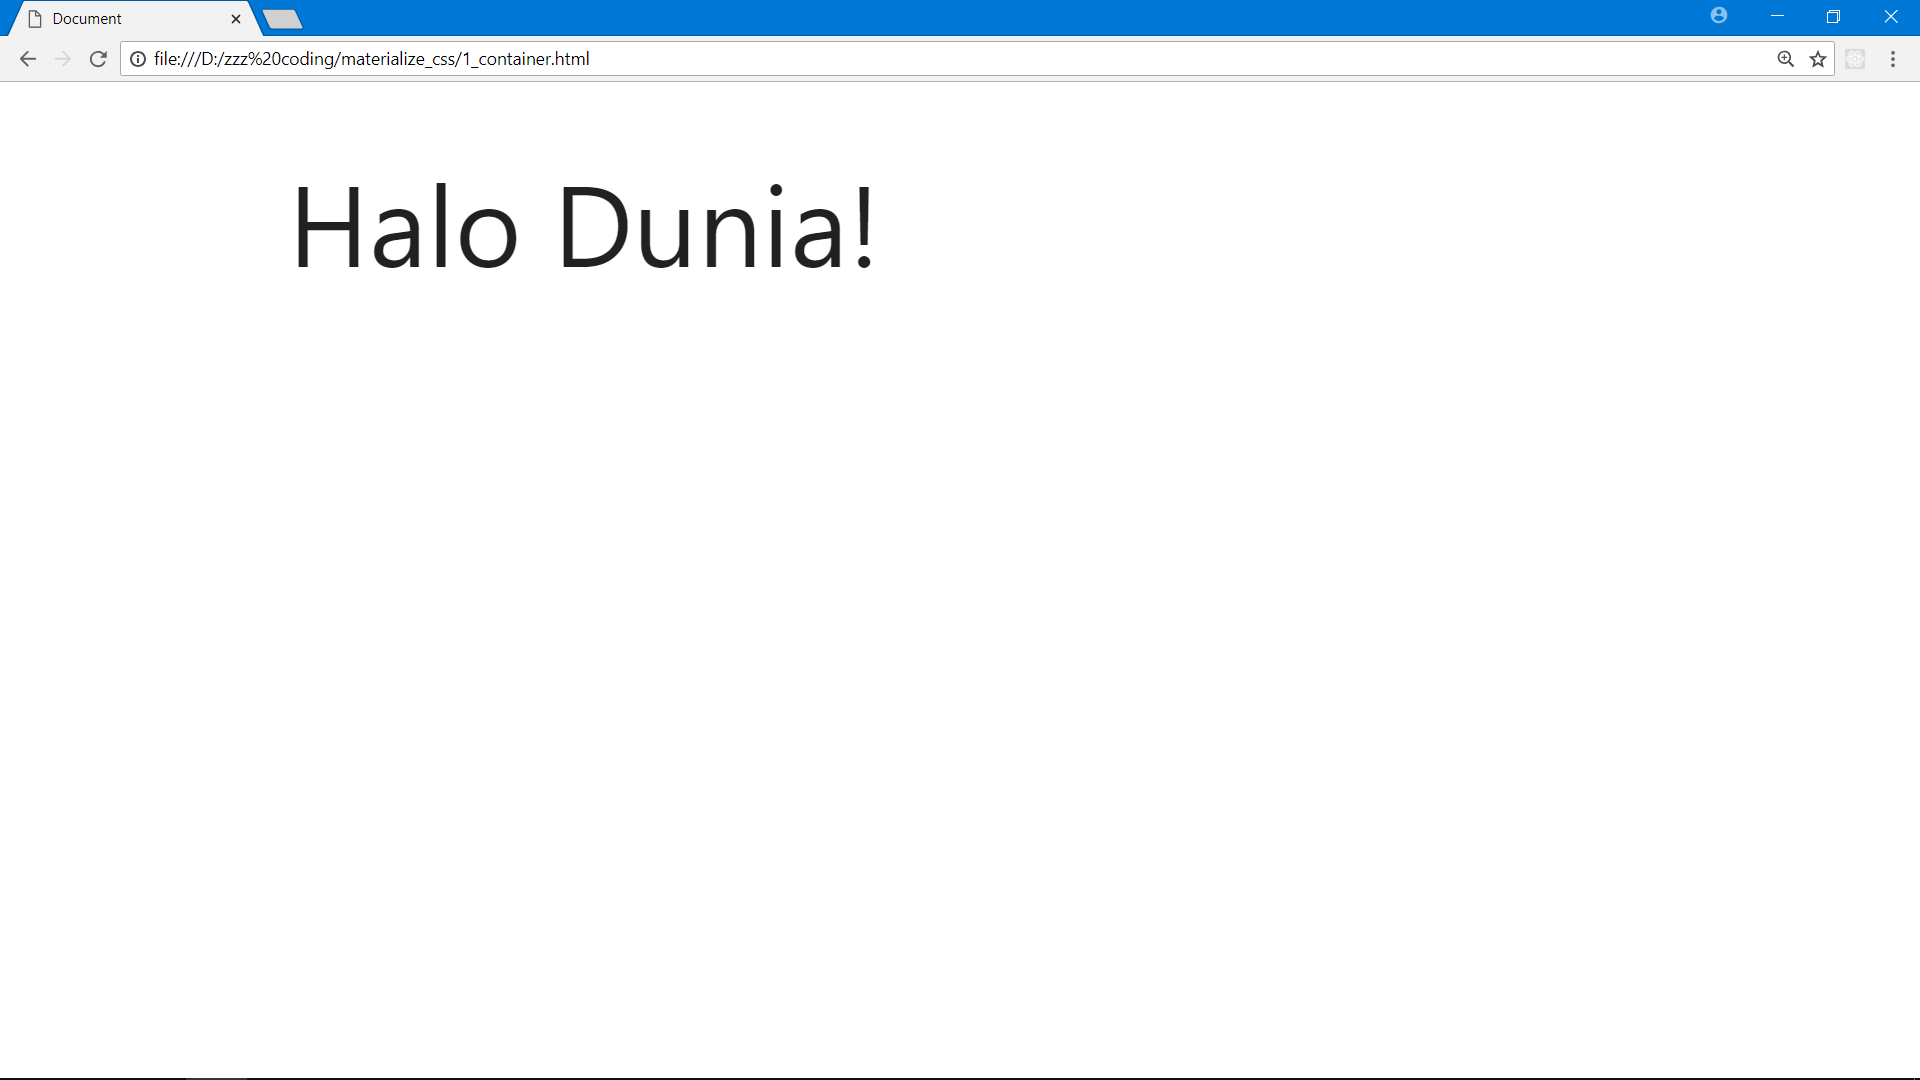 Document
file:///D:/zzz%20coding/materialize_css/1_container.html
Halo Dunia!